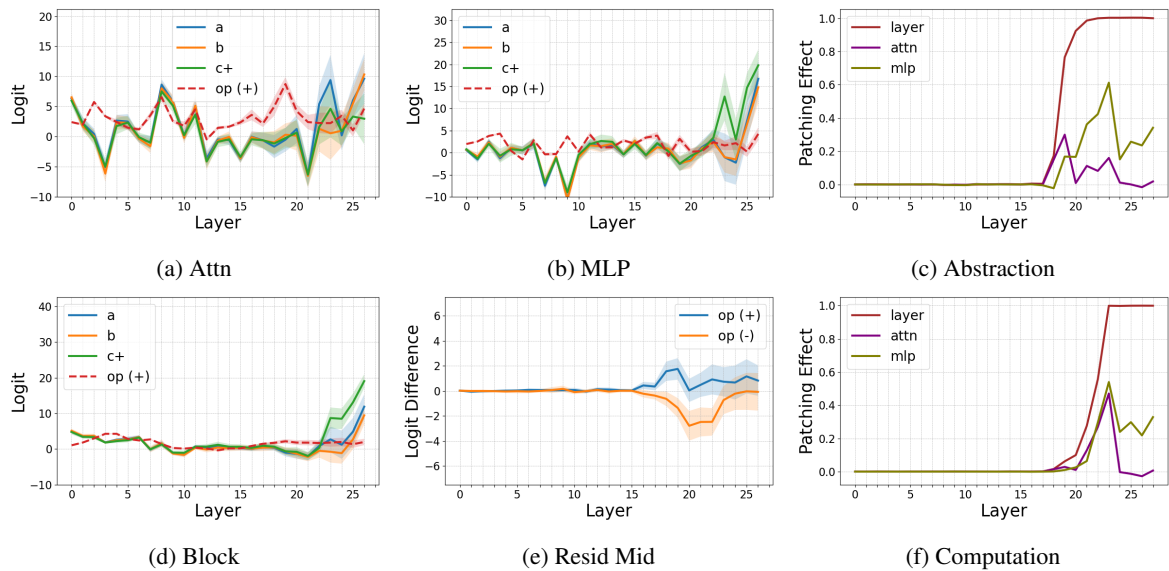 20
15
10
5
0
−5
−10
Logit
a
b
c+
op (+)
0 5 10 15 20 25
Layer
(a) Attn
35
30
25
20
15
10
5
0
−5
−10
Logit
a
b
c+
op (+)
0 5 10 15 20 25
Layer
(b) MLP
1.0
0.8
0.6
0.4
0.2
0.0
Patching Effect
layer
attn
mlp
0 5 10 15 20 25
Layer
(c) Abstraction
40
30
20
10
0
−10
Logit
a
b
c+
op (+)
0 5 10 15 20 25
Layer
(d) Block
6
4
2
0
−2
−4
−6
Logit Difference
op (+)
op (-)
0 5 10 15 20 25
Layer
(e) Resid Mid
1.0
0.8
0.6
0.4
0.2
0.0
Patching Effect
layer
attn
mlp
0 5 10 15 20 25
Layer
(f) Computation